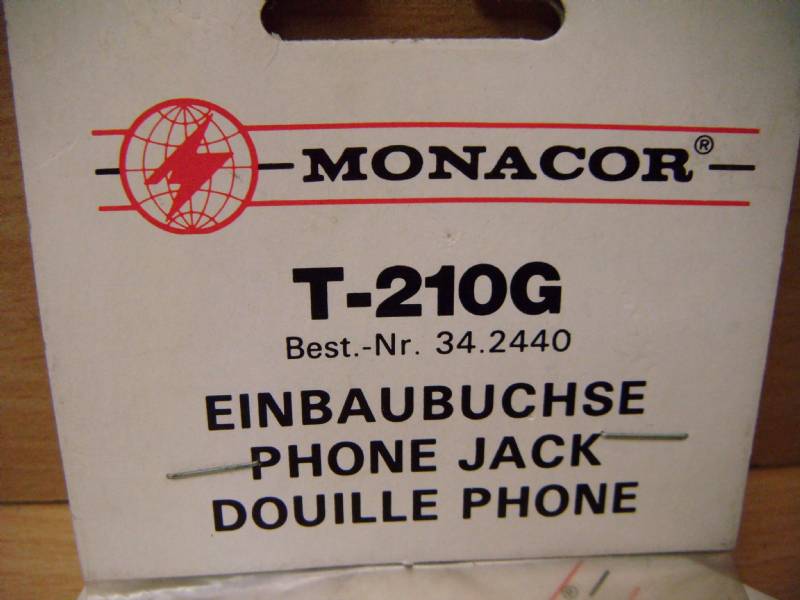 MONACOR®
T-210G
Best.-Nr. 34.2440
EINBAUBUCHSE
PHONE JACK
DOUILLE PHONE
®